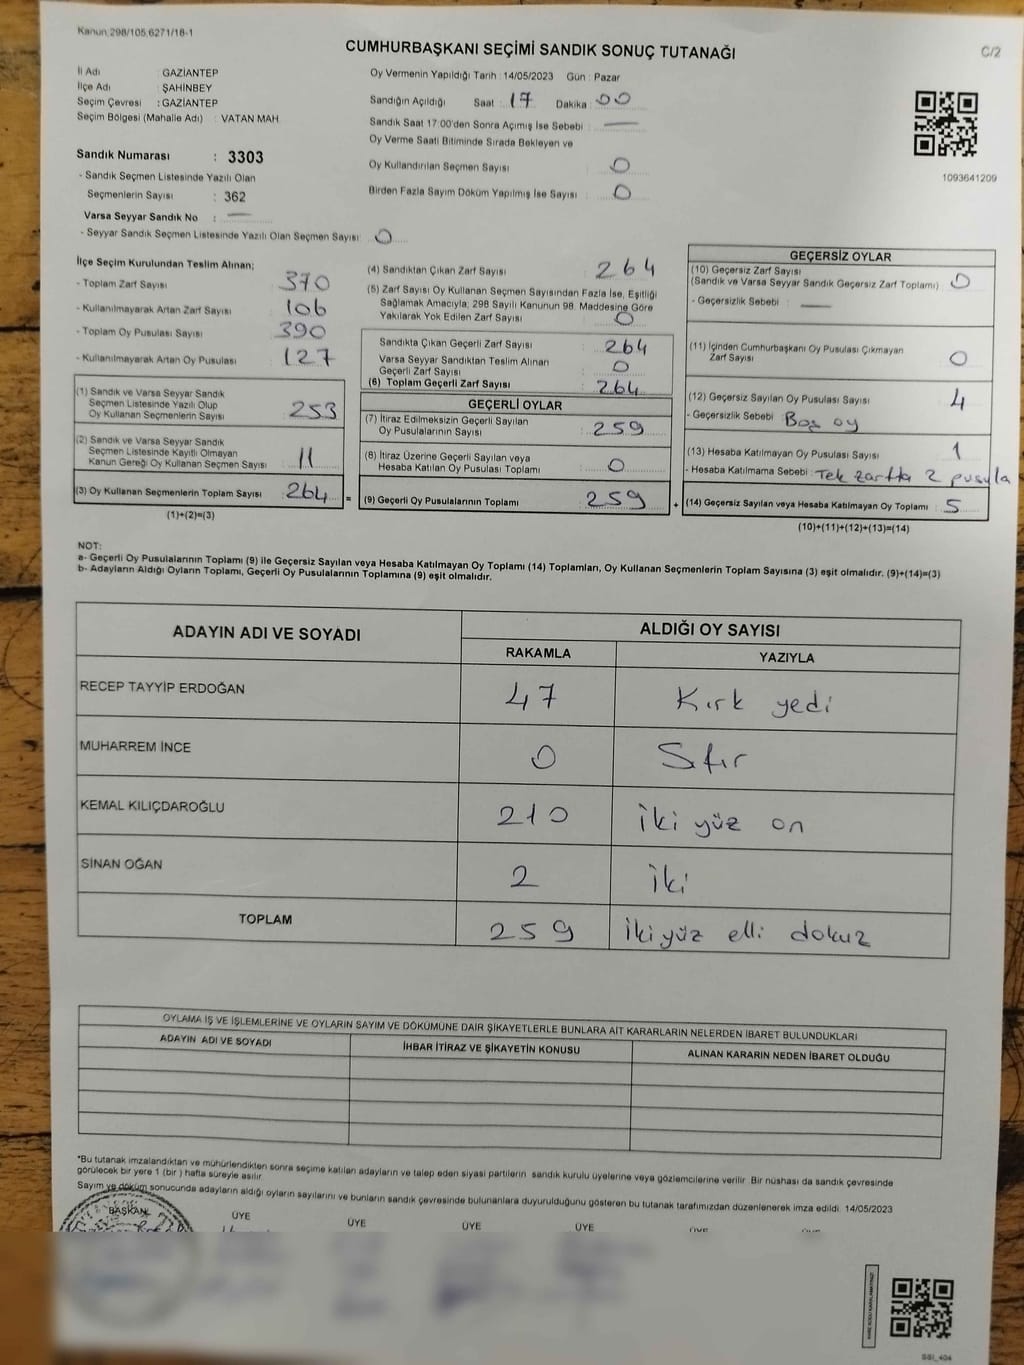 Kanun 298/105,6271/18-1
CUMHURBAŞKANI SEÇİMİ SANDIK SONUÇ TUTANAĞI
C/2
İl Adı : GAZİANTEP
İlçe Adı : ŞAHİNBEY
Seçim Çevresi : GAZİANTEP
Seçim Bölgesi (Mahalle Adı) : VATAN MAH
Oy Vermenin Yapıldığı Tarih : 14/05/2023 Gün : Pazar
Sandığın Açıldığı Saat : 17 Dakika : 00
Sandık Saat 17:00'den Sonra Açımış İse Sebebi : —
Oy Verme Saati Bitiminde Sırada Bekleyen ve
Oy Kullandırılan Seçmen Sayısı : 0
Birden Fazla Sayım Döküm Yapılmış İse Sayısı : 0
1093641209
Sandık Numarası : 3303
- Sandık Seçmen Listesinde Yazılı Olan
Seçmenlerin Sayısı : 362
Varsa Seyyar Sandık No : —
- Seyyar Sandık Seçmen Listesinde Yazılı Olan Seçmen Sayısı: 0
İlçe Seçim Kurulundan Teslim Alınan;
- Toplam Zarf Sayısı 370
- Kullanılmayarak Artan Zarf Sayısı 106
- Toplam Oy Pusulası Sayısı 390
- Kullanılmayarak Artan Oy Pusulası 127
(1) Sandık ve Varsa Seyyar Sandık
Seçmen Listesinde Yazılı Olup
Oy Kullanan Seçmenlerin Sayısı 253
(2) Sandık ve Varsa Seyyar Sandık
Seçmen Listesinde Kayıtlı Olmayan
Kanun Gereği Oy Kullanan Seçmen Sayısı 11
(3) Oy Kullanan Seçmenlerin Toplam Sayısı 264 =
(1)+(2)=(3)
(4) Sandıktan Çıkan Zarf Sayısı 264
(5) Zarf Sayısı Oy Kullanan Seçmen Sayısından Fazla İse, Eşitliği
Sağlamak Amacıyla; 298 Sayılı Kanunun 98. Maddesine Göre
Yakılarak Yok Edilen Zarf Sayısı 0
Sandıkta Çıkan Geçerli Zarf Sayısı 264
Varsa Seyyar Sandıktan Teslim Alınan
Geçerli Zarf Sayısı 0
(6) Toplam Geçerli Zarf Sayısı 264
GEÇERLİ OYLAR
(7) İtiraz Edilmeksizin Geçerli Sayılan
Oy Pusulalarının Sayısı : 259
(8) İtiraz Üzerine Geçerli Sayılan veya
Hesaba Katılan Oy Pusulası Toplamı : 0
(9) Geçerli Oy Pusulalarının Toplamı 259 +
GEÇERSİZ OYLAR
(10) Geçersiz Zarf Sayısı
(Sandık ve Varsa Seyyar Sandık Geçersiz Zarf Toplamı) : 0
- Geçersizlik Sebebi : —
(11) İçinden Cumhurbaşkanı Oy Pusulası Çıkmayan
Zarf Sayısı 0
(12) Geçersiz Sayılan Oy Pusulası Sayısı 4
- Geçersizlik Sebebi : Boş oy
(13) Hesaba Katılmayan Oy Pusulası Sayısı 1
- Hesaba Katılmama Sebebi : Tek zarfta 2 pusula
(14) Geçersiz Sayılan veya Hesaba Katılmayan Oy Toplamı : 5
(10)+(11)+(12)+(13)=(14)
NOT:
a- Geçerli Oy Pusulalarının Toplamı (9) ile Geçersiz Sayılan veya Hesaba Katılmayan Oy Toplamı (14) Toplamları, Oy Kullanan Seçmenlerin Toplam Sayısına (3) eşit olmalıdır. (9)+(14)=(3)
b- Adayların Aldığı Oyların Toplamı, Geçerli Oy Pusulalarının Toplamına (9) eşit olmalıdır.
ADAYIN ADI VE SOYADI
ALDIĞI OY SAYISI
RAKAMLA YAZIYLA
RECEP TAYYİP ERDOĞAN 47 Kırk yedi
MUHARREM İNCE 0 Sıfır
KEMAL KILIÇDAROĞLU 210 İki yüz on
SİNAN OĞAN 2 İki
TOPLAM 259 İki yüz elli dokuz
OYLAMA İŞ VE İŞLEMLERİNE VE OYLARIN SAYIM VE DÖKÜMÜNE DAİR ŞİKAYETLERLE BUNLARA AİT KARARLARIN NELERDEN İBARET BULUNDUKLARI
ADAYIN ADI VE SOYADI İHBAR İTİRAZ VE ŞİKAYETİN KONUSU ALINAN KARARIN NEDEN İBARET OLDUĞU
*Bu tutanak imzalandıktan ve mühürlendikten sonra seçime katılan adayların ve talep eden siyasi partilerin sandık kurulu üyelerine veya gözlemcilerine verilir. Bir nüshası da sandık çevresinde
görülecek bir yere 1 (bir) hafta süreyle asılır.
Sayım ve döküm sonucunda adayların aldığı oyların sayılarını ve bunların sandık çevresinde bulunanlara duyurulduğunu gösteren bu tutanak tarafımızdan düzenlenerek imza edildi. 14/05/2023
BAŞKAN ÜYE ÜYE ÜYE ÜYE